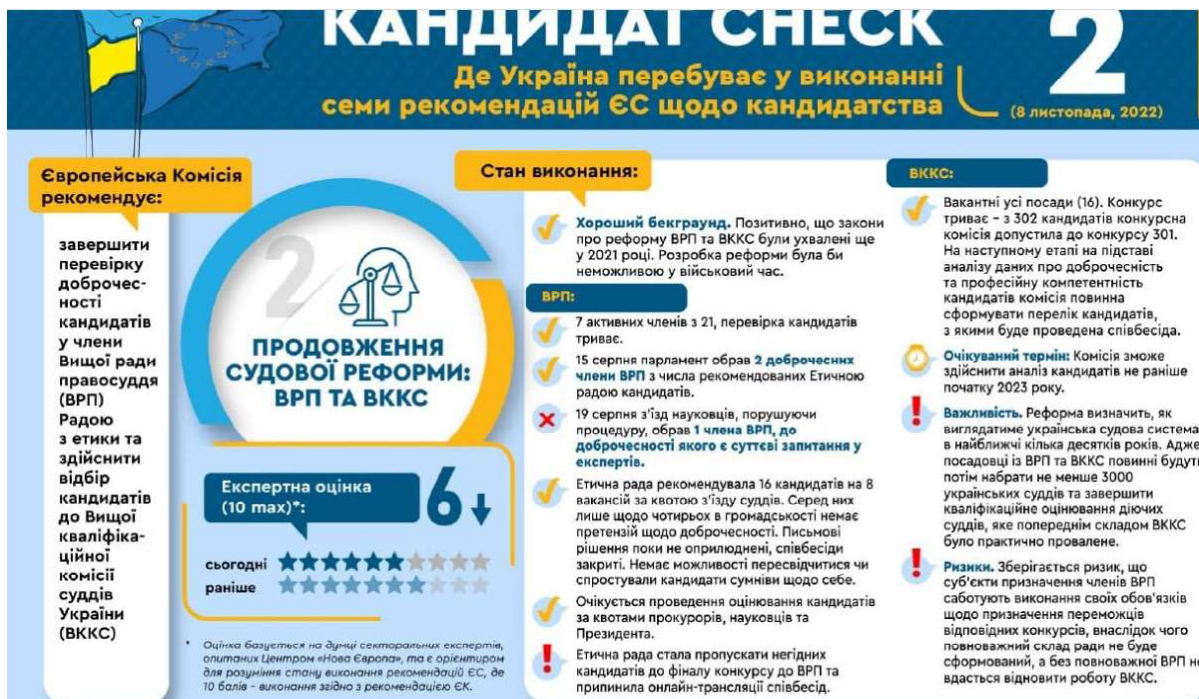 КАНДИДАТ CHECK
Де Україна перебуває у виконанні
семи рекомендацій ЄС щодо кандидатства
2
(8 листопада, 2022)
Європейська Комісія
рекомендує:
завершити
перевірку
доброчес-
ності
кандидатів
у члени
Вищої ради
правосуддя
(ВРП)
Радою
з етики та
здійснити
відбір
кандидатів
до Вищої
кваліфіка-
ційної
комісії
суддів
України
(ВККС)
2
ПРОДОВЖЕННЯ
СУДОВОЇ РЕФОРМИ:
ВРП ТА ВККС
Експертна оцінка
(10 max)*:
6
сьогодні
раніше
* Оцінка базується на думці секторальних експертів,
опитаних Центром «Нова Європа», та є орієнтиром
для розуміння стану виконання рекомендацій ЄС, де
10 балів – виконання згідно з рекомендацією ЄК.
Стан виконання:
Хороший бекграунд. Позитивно, що закони
про реформу ВРП та ВККС були ухвалені ще
у 2021 році. Розробка реформи була би
неможливою у військовий час.
ВРП:
7 активних членів з 21, перевірка кандидатів
триває.
15 серпня парламент обрав 2 доброчесних
члени ВРП з числа рекомендованих Етичною
радою кандидатів.
19 серпня з'їзд науковців, порушуючи
процедуру, обрав 1 члена ВРП, до
доброчесності якого є суттєві запитання у
експертів.
Етична рада рекомендувала 16 кандидатів на 8
вакансій за квотою з'їзду суддів. Серед них
лише щодо чотирьох в громадськості немає
претензій щодо доброчесності. Письмові
рішення поки не оприлюднені, співбесіди
закриті. Немає можливості пересвідчитися чи
спростували кандидати сумніви щодо себе.
Очікується проведення оцінювання кандидатів
за квотами прокурорів, науковців та
Президента.
Етична рада стала пропускати негідних
кандидатів до фіналу конкурсу до ВРП та
припинила онлайн-трансляції співбесід.
ВККС:
Вакантні усі посади (16). Конкурс
триває – з 302 кандидатів конкурсна
комісія допустила до конкурсу 301.
На наступному етапі на підставі
аналізу даних про доброчесність
та професійну компетентність
кандидатів комісія повинна
сформувати перелік кандидатів,
з якими буде проведена співбесіда.
Очікуваний термін: Комісія зможе
здійснити аналіз кандидатів не раніше
початку 2023 року.
Важливість. Реформа визначить, як
виглядатиме українська судова система
в найближчі кілька десятків років. Адже
посадовці із ВРП та ВККС повинні будуть
потім набрати не менше 3000
українських суддів та завершити
кваліфікаційне оцінювання діючих
суддів, яке попереднім складом ВККС
було практично провалене.
Ризики. Зберігається ризик, що
суб'єкти призначення членів ВРП
саботують виконання своїх обов'язків
щодо призначення переможців
відповідних конкурсів, внаслідок чого
повноважний склад ради не буде
сформований, а без повноважної ВРП не
вдасться відновити роботу ВККС.